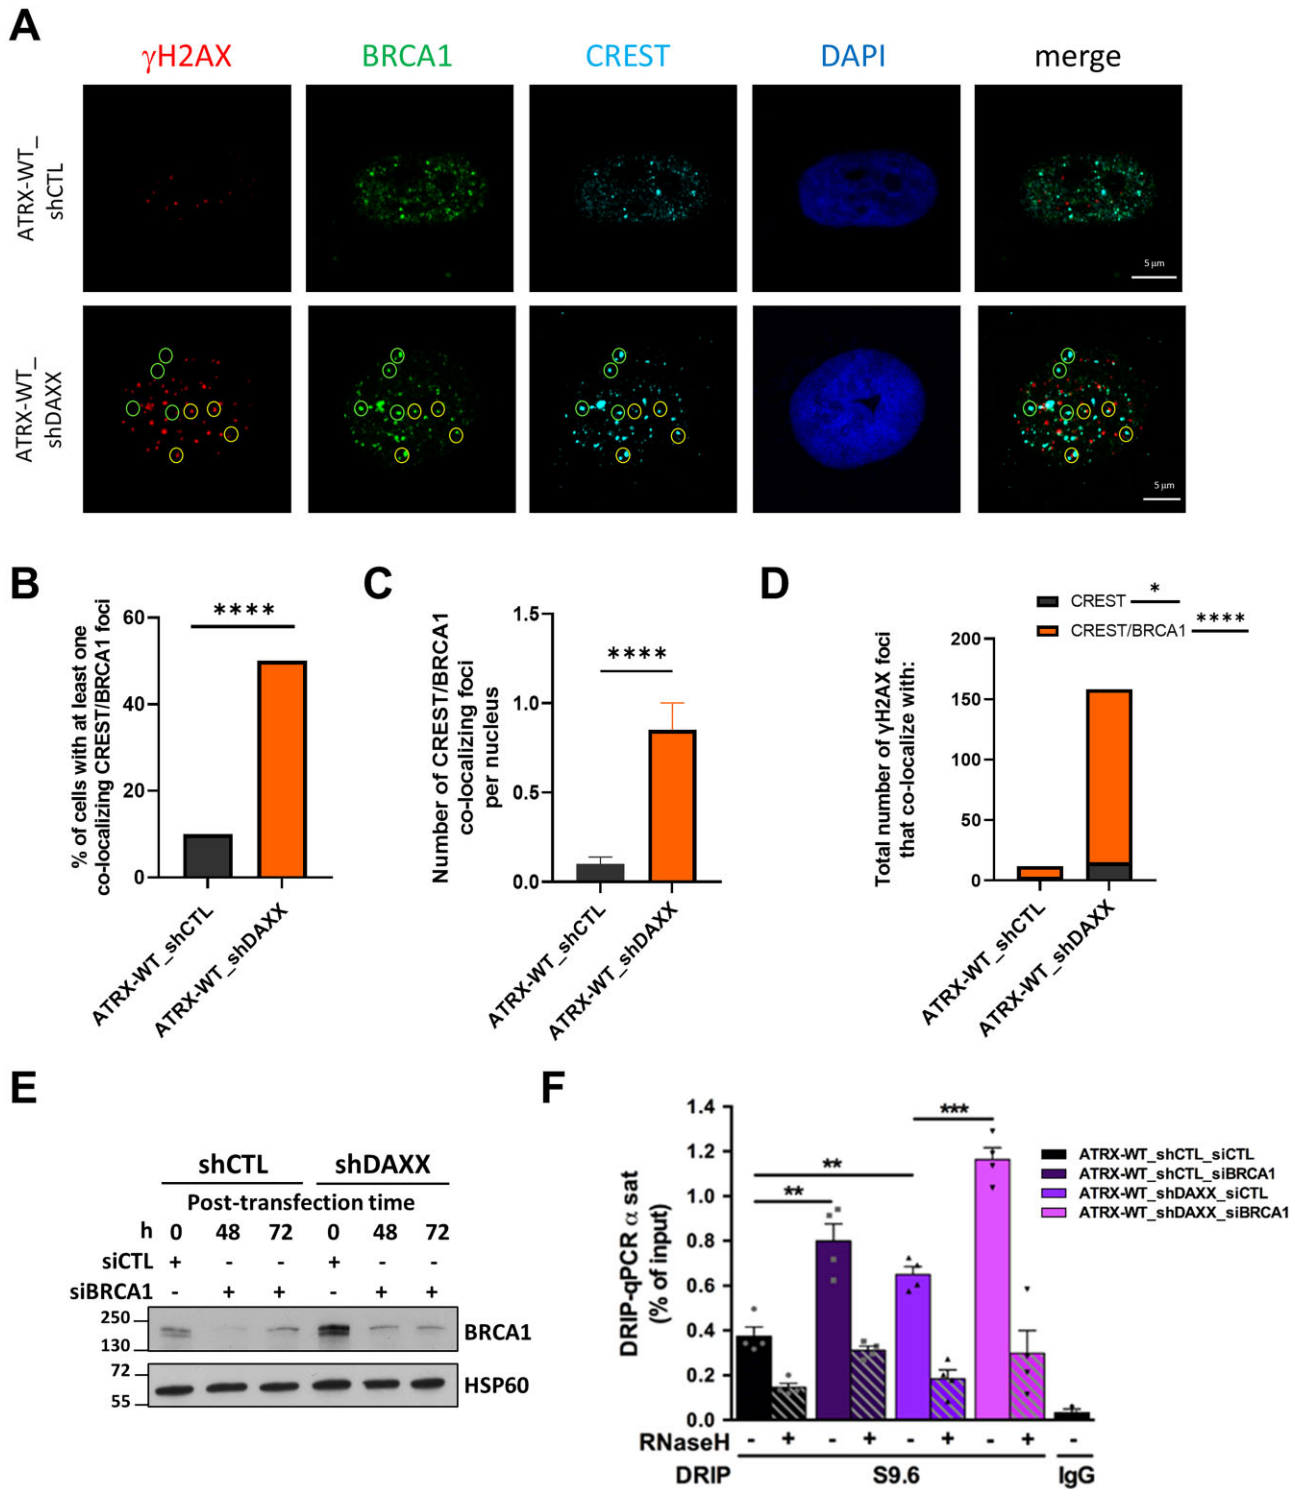 A
γH2AX BRCA1 CREST DAPI merge
ATRX-WT_
shCTL
5 μm
ATRX-WT_
shDAXX
5 μm
B
% of cells with at least one
co-localizing CREST/BRCA1 foci
60
40
20
0
****
ATRX-WT_shCTL
ATRX-WT_shDAXX
C
Number of CREST/BRCA1
co-localizing foci
per nucleus
1.5
1.0
0.5
0.0
****
ATRX-WT_shCTL
ATRX-WT_shDAXX
D
CREST *
CREST/BRCA1 ****
Total number of γH2AX foci
that co-localize with:
200
150
100
50
0
ATRX-WT_shCTL
ATRX-WT_shDAXX
E
shCTL shDAXX
Post-transfection time
h 0 48 72 0 48 72
siCTL + - - + - -
siBRCA1 - + + - + +
250
130
BRCA1
72
55
HSP60
F
DRIP-qPCR α sat
(% of input)
1.4
1.2
1.0
0.8
0.6
0.4
0.2
0.0
***
**
**
ATRX-WT_shCTL_siCTL
ATRX-WT_shCTL_siBRCA1
ATRX-WT_shDAXX_siCTL
ATRX-WT_shDAXX_siBRCA1
RNaseH - + - + - + - + -
DRIP S9.6 IgG